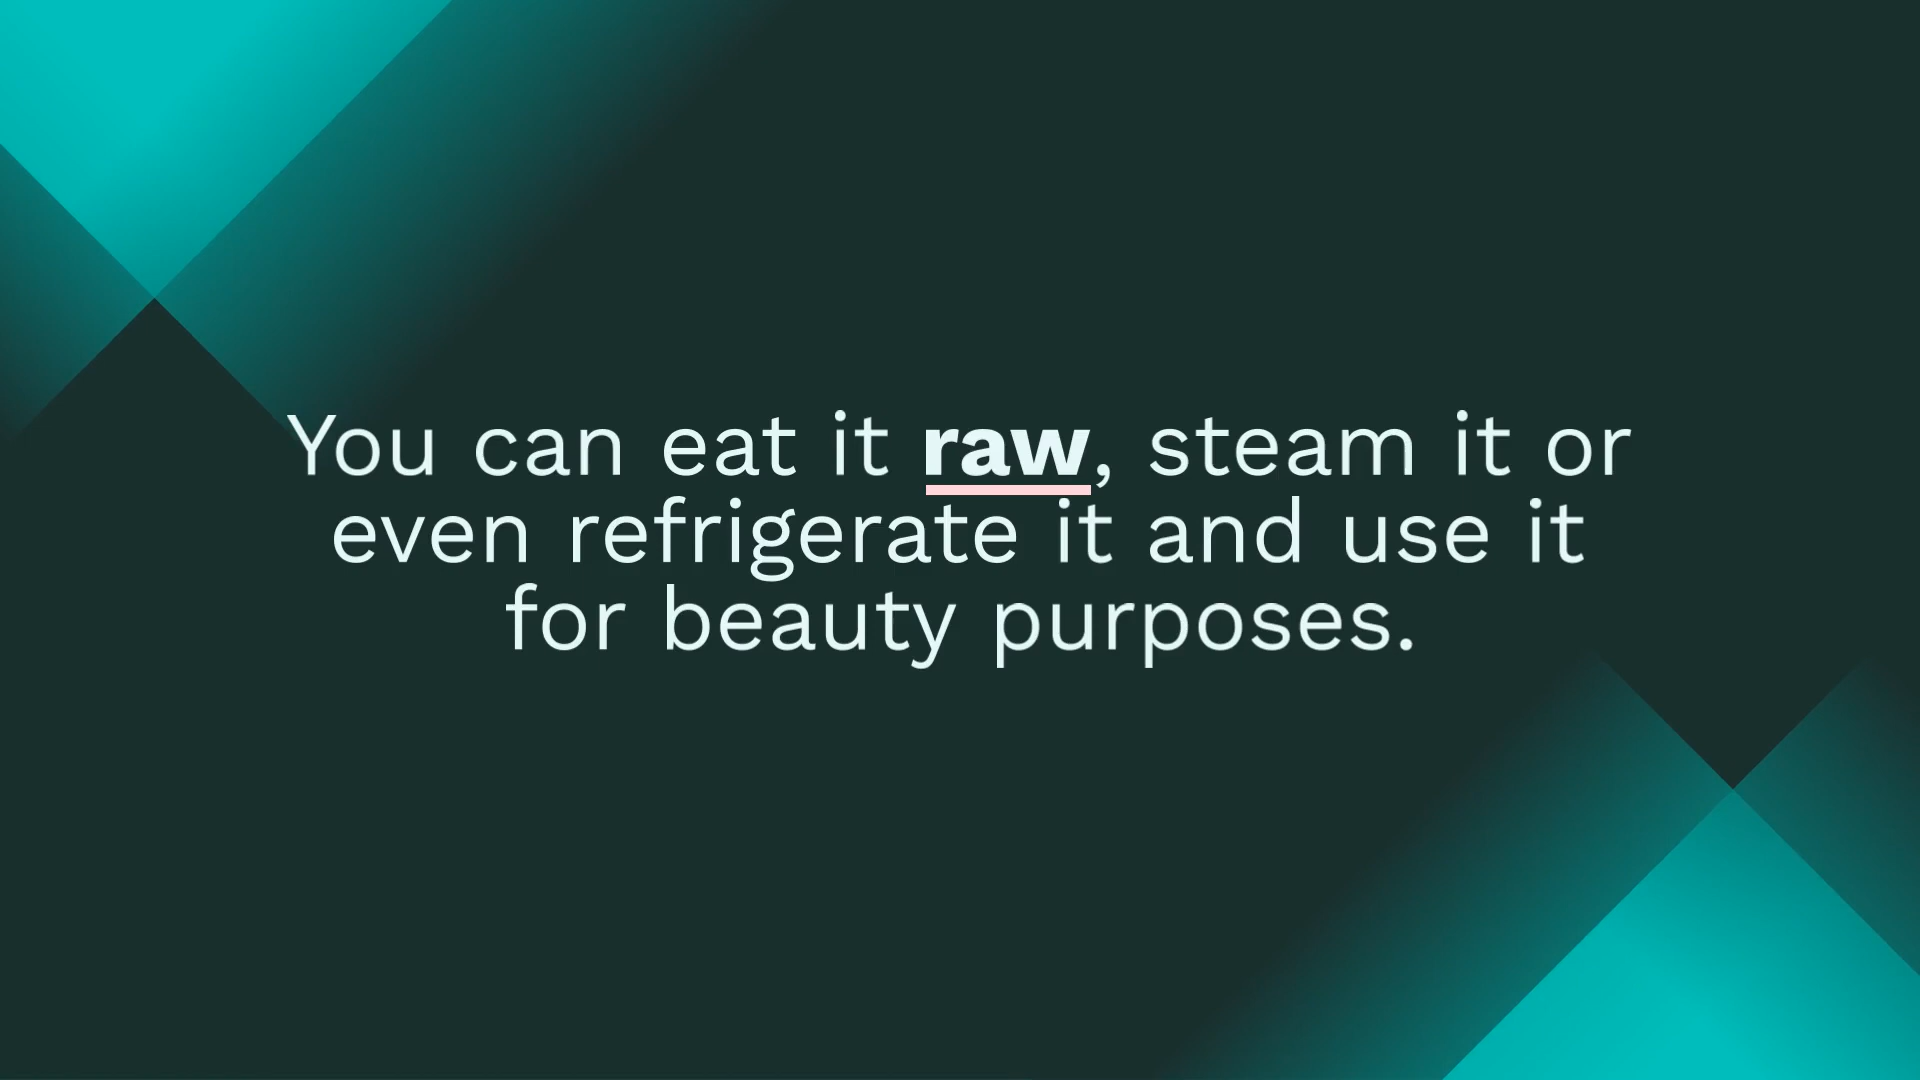 You can eat it raw, steam it or
even refrigerate it and use it
for beauty purposes.